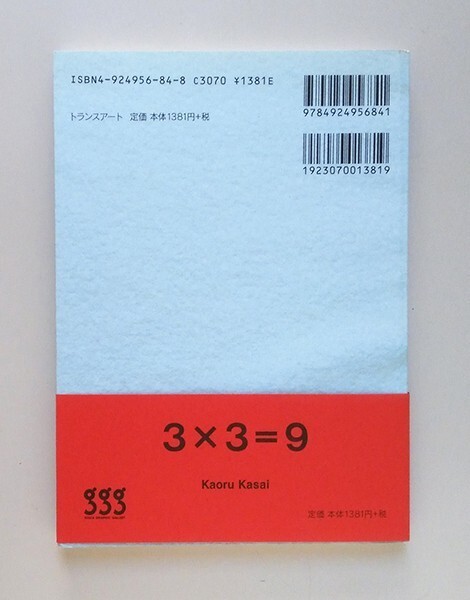 ISBN4-924956-84-8 C3070 ¥1381E
9784924956841
トランスアート 定価 本体1381円+税
1923070013819
3×3=9
Kaoru Kasai
ggg
定価 本体1381円+税